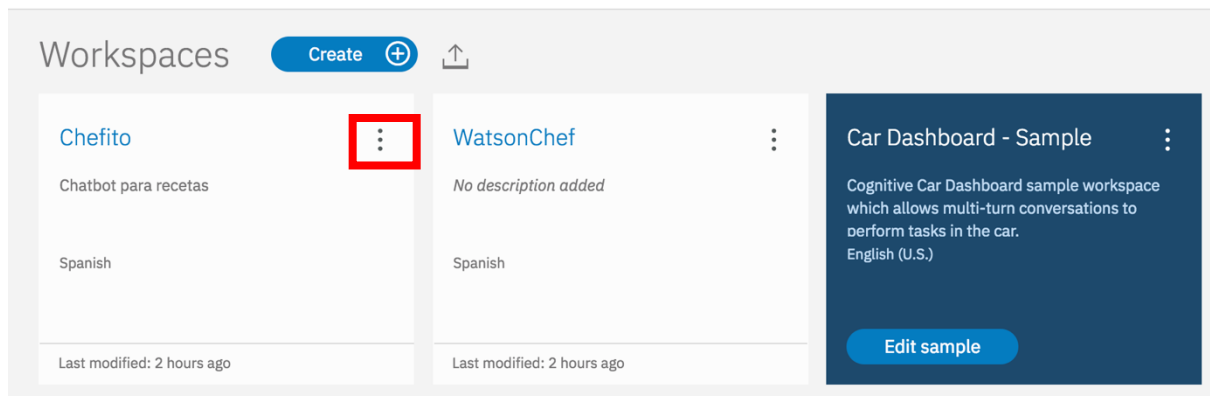 Workspaces
Create
Chefito
Chatbot para recetas
Spanish
Last modified: 2 hours ago
WatsonChef
No description added
Spanish
Last modified: 2 hours ago
Car Dashboard - Sample
Cognitive Car Dashboard sample workspace
which allows multi-turn conversations to
perform tasks in the car.
English (U.S.)
Edit sample